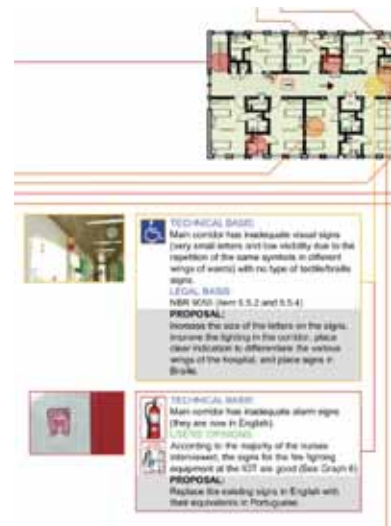 TECHNICAL BASIS:
Main corridor has inadequate visual signs
(very small letters and low visibility due to the
repetition of the same symbols in different
wings of wards) with no type of tactile/braille
signs.
LEGAL BASIS
NBR 9050 (item 5.5.2 and 5.5.4)
PROPOSAL:
Increase the size of the letters on the signs,
improve the lighting in the corridor, place
clear indication to differentiate the various
wings of the hospital, and place signs in
Braille.
TECHNICAL BASIS:
Main corridor has inadequate alarm signs
(they are now in English).
USERS' OPINIONS:
According to the majority of the nurses
interviewed, the signs for the fire fighting
equipment at the IOT are good (See Graph 6)
PROPOSAL:
Replace the existing signs in English with
their equivalents in Portuguese.